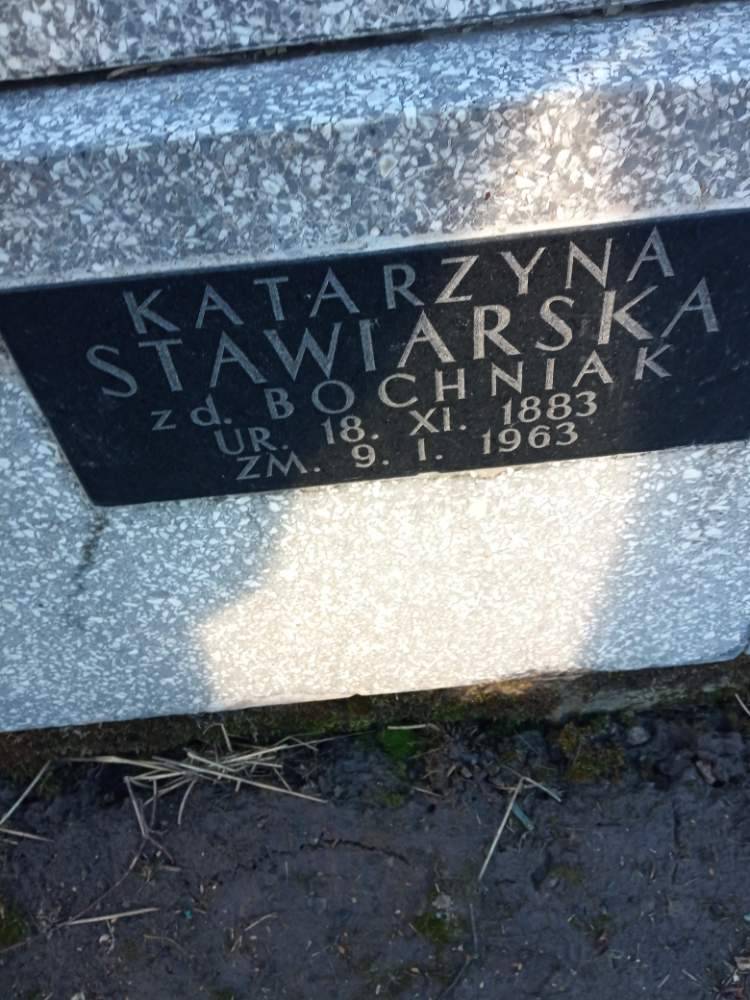 KATARZYNA
STAWIARSKA
zd. BOCHNIAK
UR. 18. XI. 1883
ZM. 9. I. 1963